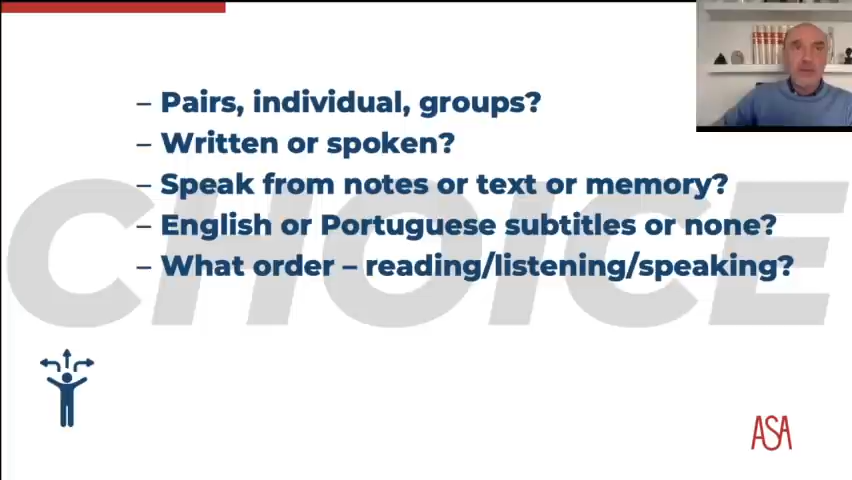 – Pairs, individual, groups?
– Written or spoken?
– Speak from notes or text or memory?
– English or Portuguese subtitles or none?
– What order – reading/listening/speaking?
CHOICE
ASA